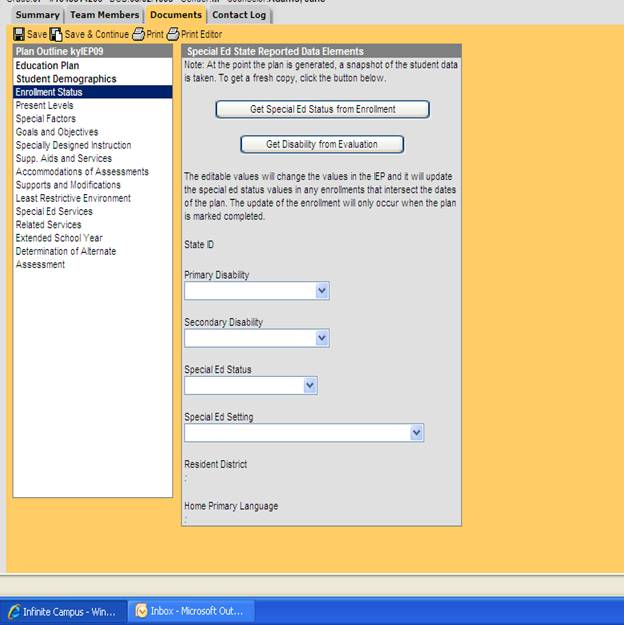 Summary Team Members Documents Contact Log
Save Save & Continue Print Print Editor
Plan Outline kyIEP09
Education Plan
Student Demographics
Enrollment Status
Present Levels
Special Factors
Goals and Objectives
Specially Designed Instruction
Supp. Aids and Services
Accommodations of Assessments
Supports and Modifications
Least Restrictive Environment
Special Ed Services
Related Services
Extended School Year
Determination of Alternate
Assessment
Special Ed State Reported Data Elements
Note: At the point the plan is generated, a snapshot of the student data
is taken. To get a fresh copy, click the button below.
Get Special Ed Status from Enrollment
Get Disability from Evaluation
The editable values will change the values in the IEP and it will update
the special ed status values in any enrollments that intersect the dates
of the plan. The update of the enrollment will only occur when the plan
is marked completed.
State ID
Primary Disability
Secondary Disability
Special Ed Status
Special Ed Setting
Resident District
:
Home Primary Language
:
Infinite Campus - Win... Inbox - Microsoft Out...